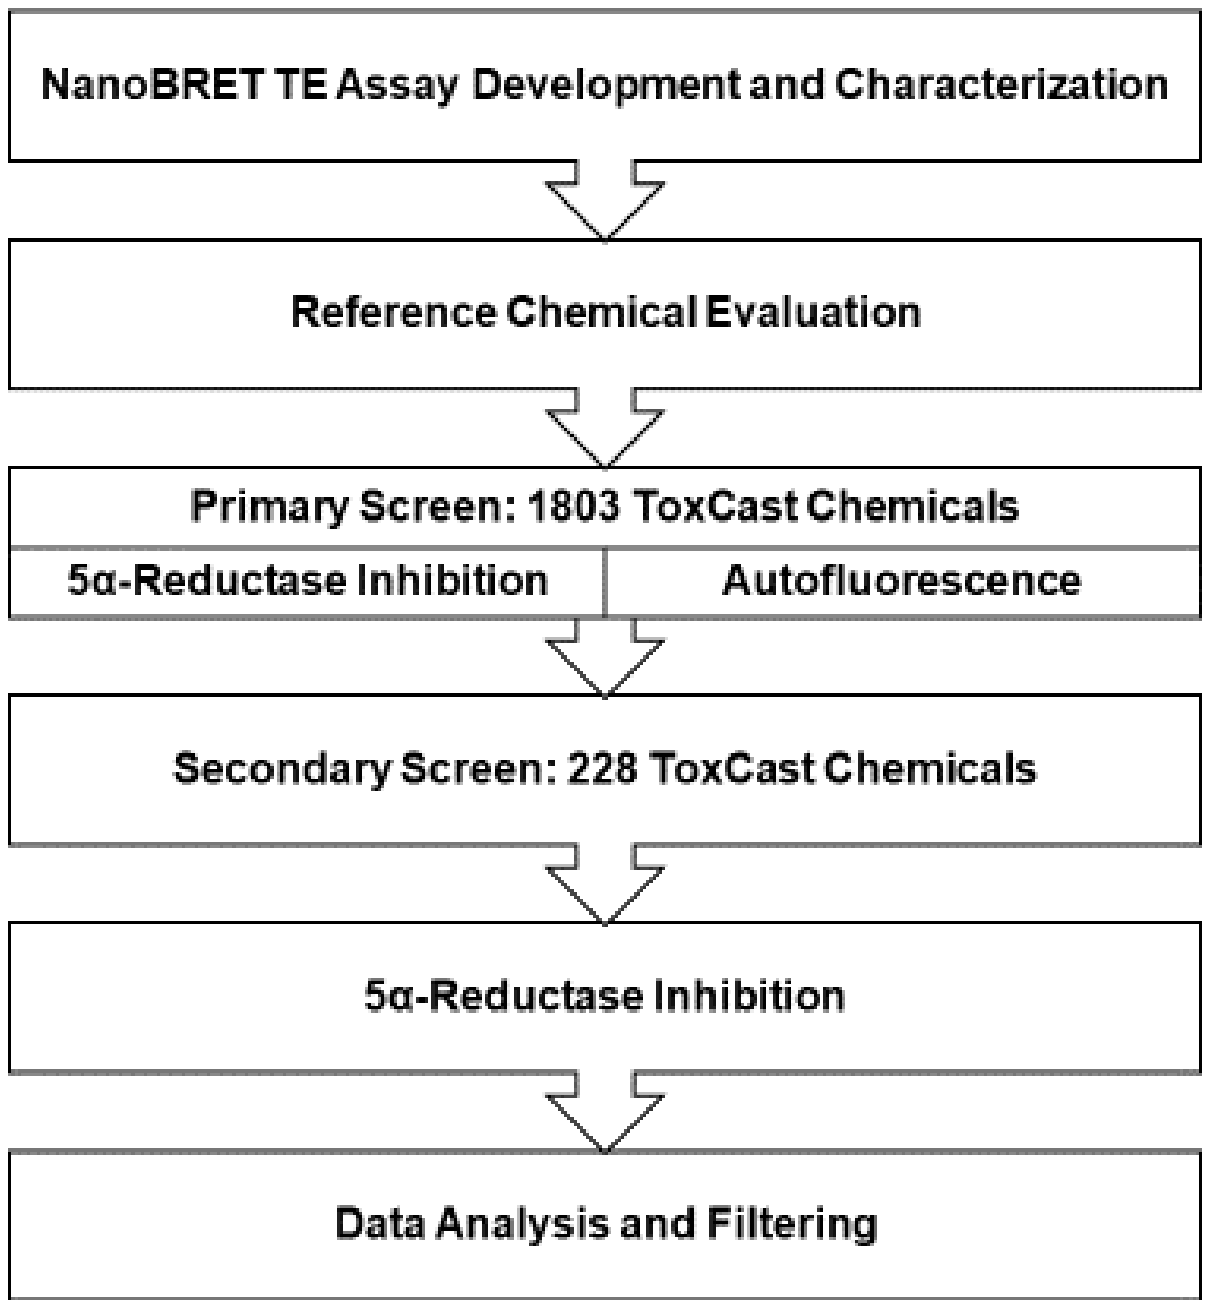 NanoBRET TE Assay Development and Characterization
Reference Chemical Evaluation
Primary Screen: 1803 ToxCast Chemicals
5α-Reductase Inhibition
Autofluorescence
Secondary Screen: 228 ToxCast Chemicals
5α-Reductase Inhibition
Data Analysis and Filtering